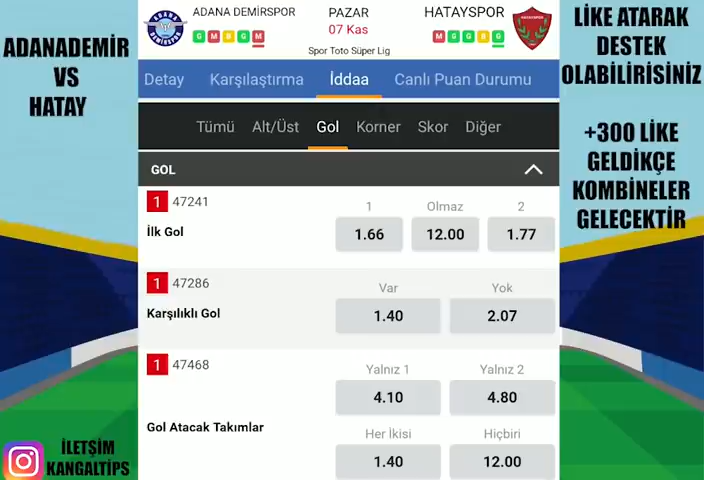 ADANADEMİR
VS
HATAY
ADANA DEMİRSPOR
G M B G M
PAZAR
07 Kas
Spor Toto Süper Lig
HATAYSPOR
M G G B G
Detay Karşılaştırma İddaa Canlı Puan Durumu
Tümü Alt/Üst Gol Korner Skor Diğer
GOL
1 47241
İlk Gol
1 Olmaz 2
1.66 12.00 1.77
1 47286
Karşılıklı Gol
Var Yok
1.40 2.07
1 47468
Gol Atacak Takımlar
Yalnız 1 Yalnız 2
4.10 4.80
Her İkisi Hiçbiri
1.40 12.00
LİKE ATARAK
DESTEK
OLABİLİRİSİNİZ
+300 LİKE
GELDİKÇE
KOMBİNELER
GELECEKTİR
İLETŞİM
KANGALTİPS